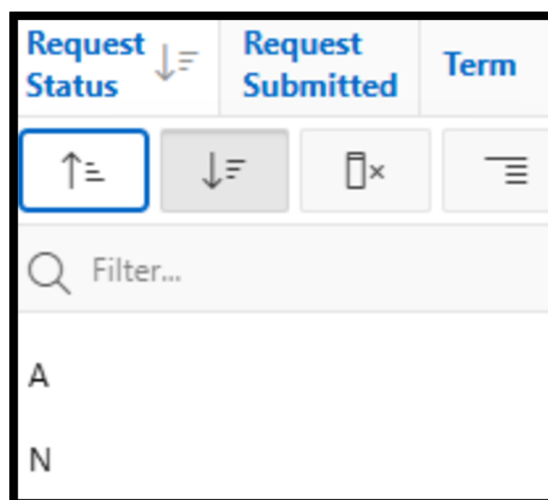 Request Status
Request Submitted
Term
Filter...
A
N